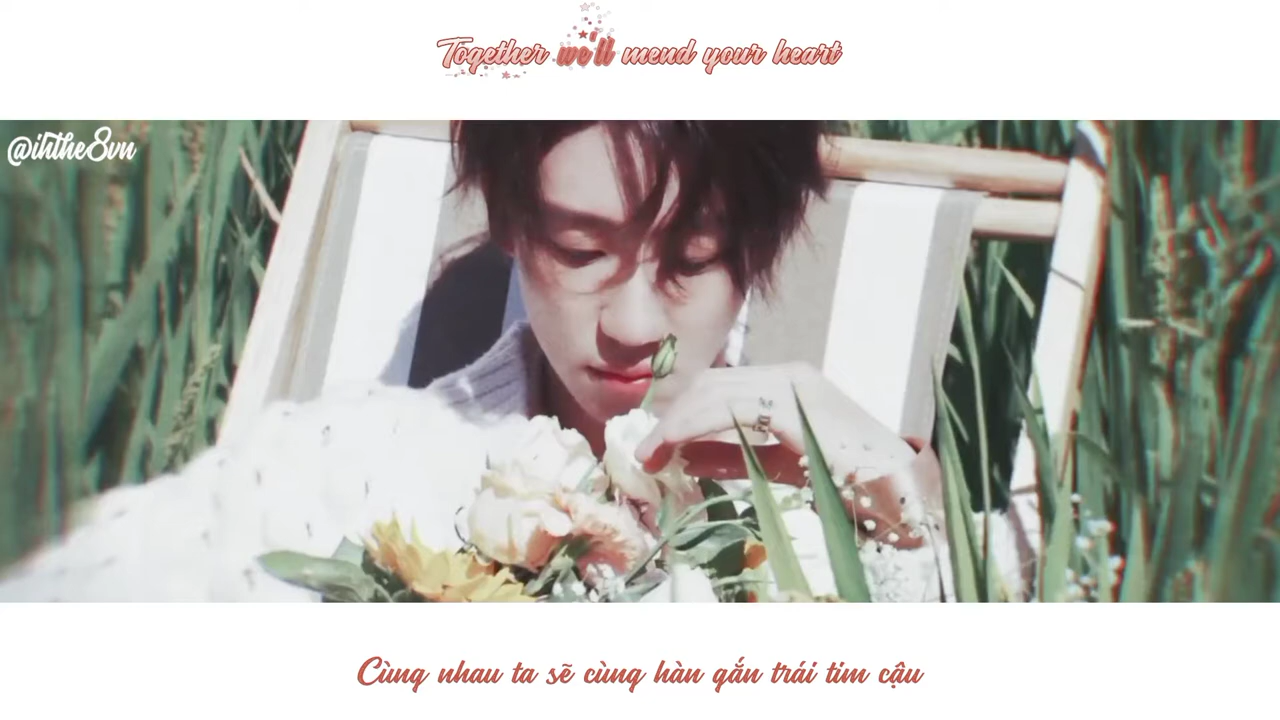 Together we'll mend your heart
@ihthe8vn
Cùng nhau ta sẽ cùng hàn gắn trái tim cậu